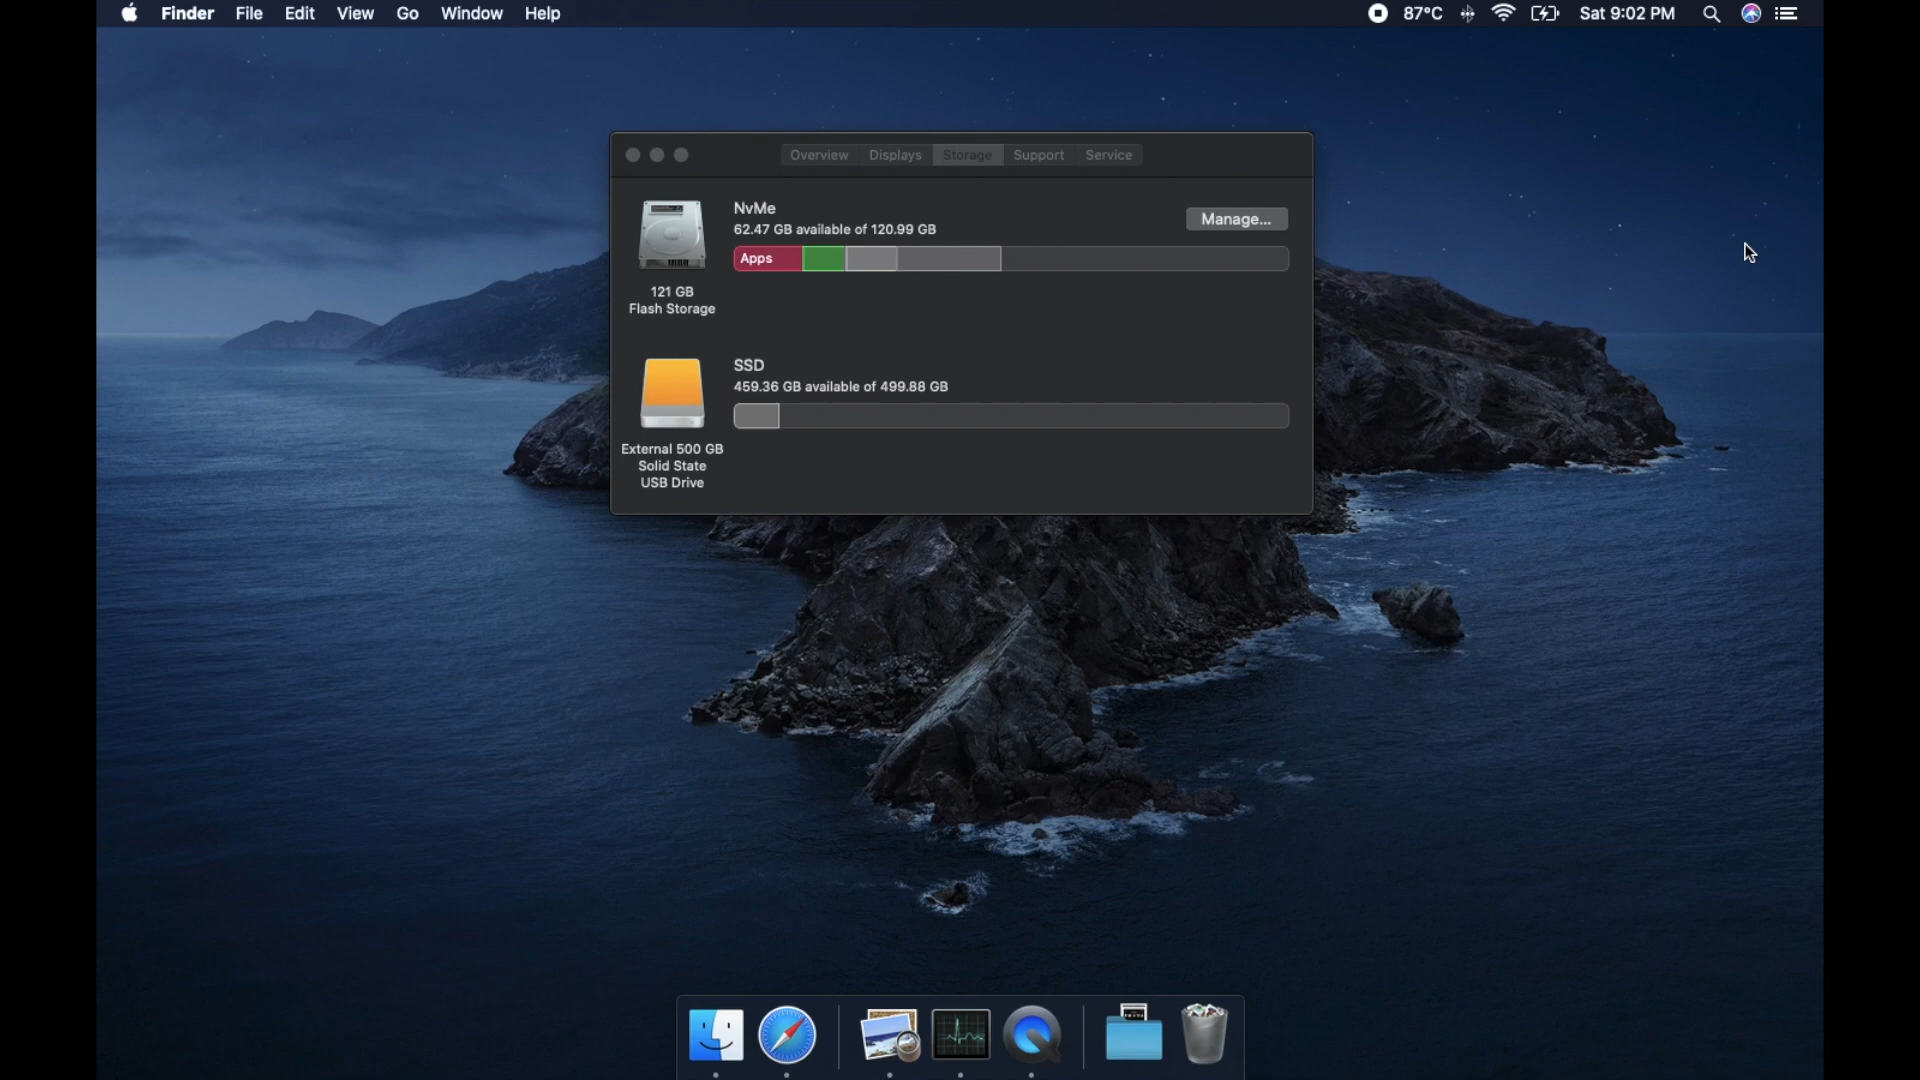 Finder File Edit View Go Window Help 87°C Sat 9:02 PM
Overview Displays Storage Support Service
NvMe
62.47 GB available of 120.99 GB
Manage...
Apps
121 GB
Flash Storage
SSD
459.36 GB available of 499.88 GB
External 500 GB
Solid State
USB Drive